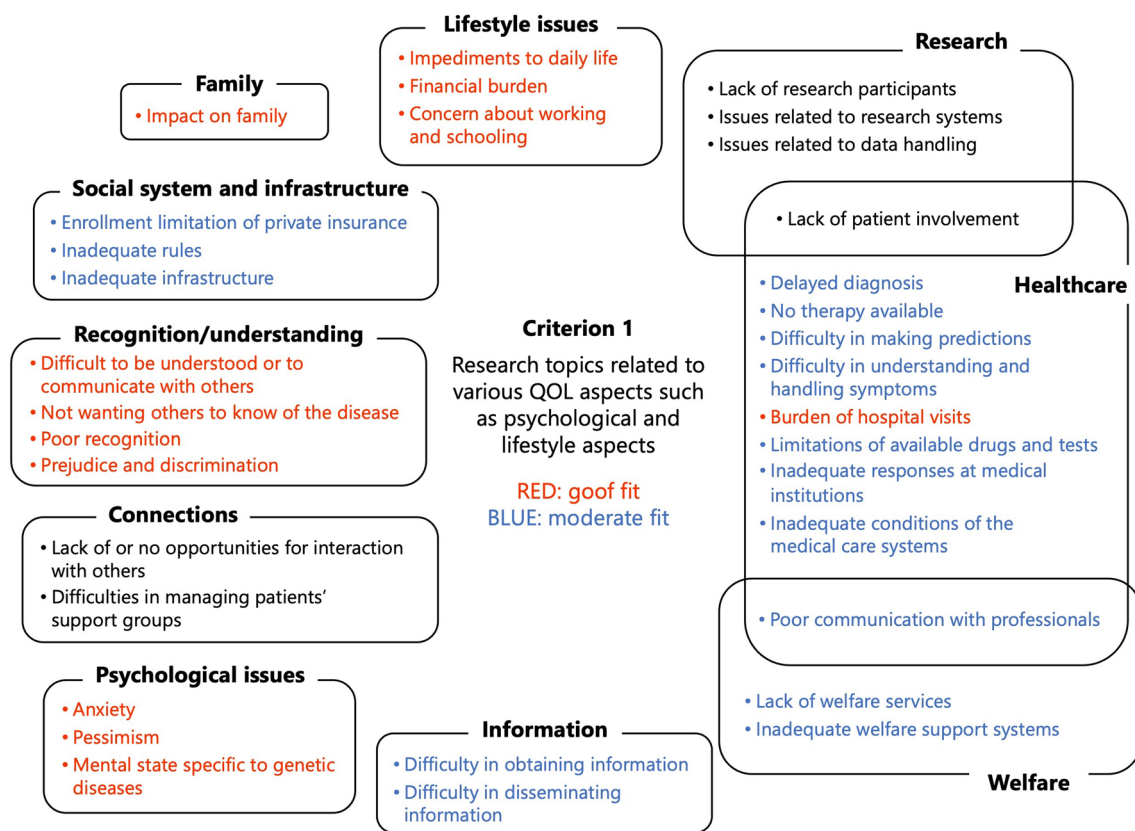 Lifestyle issues
• Impediments to daily life
• Financial burden
• Concern about working
and schooling
Research
• Lack of research participants
• Issues related to research systems
• Issues related to data handling
Family
• Impact on family
Social system and infrastructure
• Enrollment limitation of private insurance
• Inadequate rules
• Inadequate infrastructure
• Lack of patient involvement
Healthcare
• Delayed diagnosis
• No therapy available
• Difficulty in making predictions
• Difficulty in understanding and
handling symptoms
• Burden of hospital visits
• Limitations of available drugs and tests
• Inadequate responses at medical
institutions
• Inadequate conditions of the
medical care systems
Recognition/understanding
• Difficult to be understood or to
communicate with others
• Not wanting others to know of the disease
• Poor recognition
• Prejudice and discrimination
Criterion 1
Research topics related to
various QOL aspects such
as psychological and
lifestyle aspects
RED: goof fit
BLUE: moderate fit
Connections
• Lack of or no opportunities for interaction
with others
• Difficulties in managing patients’
support groups
• Poor communication with professionals
Psychological issues
• Anxiety
• Pessimism
• Mental state specific to genetic
diseases
Information
• Difficulty in obtaining information
• Difficulty in disseminating
information
• Lack of welfare services
• Inadequate welfare support systems
Welfare